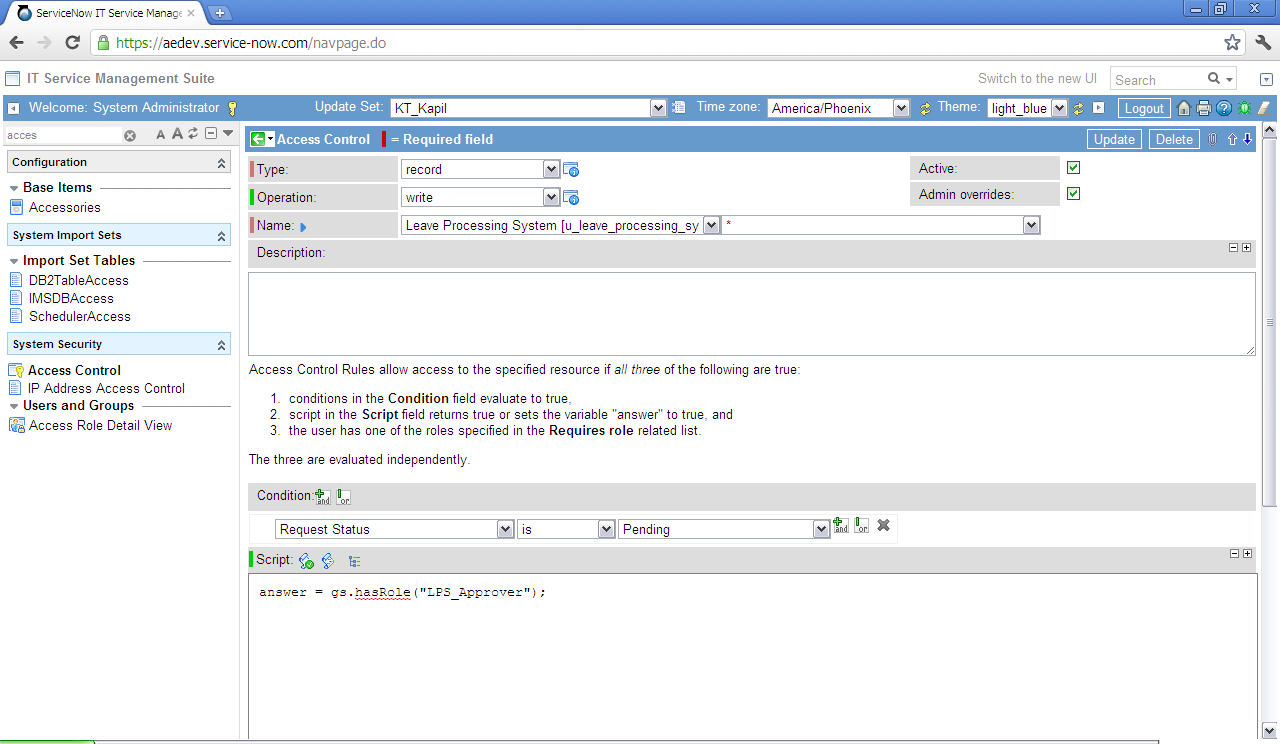 ServiceNow IT Service Manage
https://aedev.service-now.com/navpage.do
IT Service Management Suite
Switch to the new UI
Search
Welcome: System Administrator
Update Set:
KT_Kapil
Time zone:
America/Phoenix
Theme:
light_blue
Logout
acces
A A
Configuration
Base Items
Accessories
System Import Sets
Import Set Tables
DB2TableAccess
IMSDBAccess
SchedulerAccess
System Security
Access Control
IP Address Access Control
Users and Groups
Access Role Detail View
Access Control
= Required field
Update
Delete
Type:
record
Active:
Operation:
write
Admin overrides:
Name:
Leave Processing System [u_leave_processing_sy
*
Description:
Access Control Rules allow access to the specified resource if all three of the following are true:
1. conditions in the Condition field evaluate to true,
2. script in the Script field returns true or sets the variable "answer" to true, and
3. the user has one of the roles specified in the Requires role related list.
The three are evaluated independently.
Condition:
and
or
Request Status
is
Pending
and
or
Script:
answer = gs.hasRole("LPS_Approver");